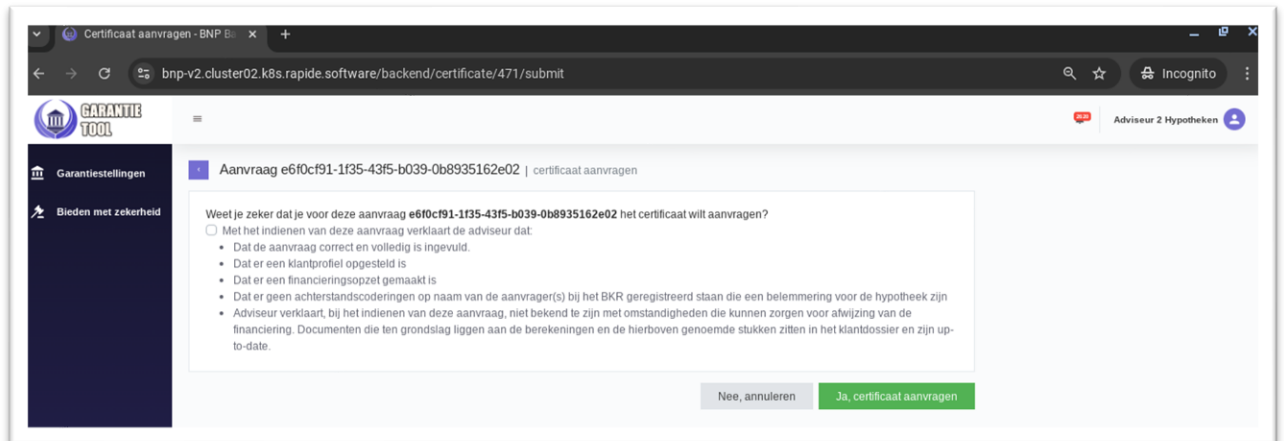 Certificaat aanvragen - BNP Ba
bnp-v2.cluster02.k8s.rapide.software/backend/certificate/471/submit
Incognito
GARANTIE
TOOL
Adviseur 2 Hypotheken
Garantiestellingen
Aanvraag e6f0cf91-1f35-43f5-b039-0b8935162e02 | certificaat aanvragen
Bieden met zekerheid
Weet je zeker dat je voor deze aanvraag e6f0cf91-1f35-43f5-b039-0b8935162e02 het certificaat wilt aanvragen?
Met het indienen van deze aanvraag verklaart de adviseur dat:
• Dat de aanvraag correct en volledig is ingevuld.
• Dat er een klantprofiel opgesteld is
• Dat er een financieringsopzet gemaakt is
• Dat er geen achterstandscoderingen op naam van de aanvrager(s) bij het BKR geregistreerd staan die een belemmering voor de hypotheek zijn
• Adviseur verklaart, bij het indienen van deze aanvraag, niet bekend te zijn met omstandigheden die kunnen zorgen voor afwijzing van de
financiering. Documenten die ten grondslag liggen aan de berekeningen en de hierboven genoemde stukken zitten in het klantdossier en zijn up-
to-date.
Nee, annuleren
Ja, certificaat aanvragen